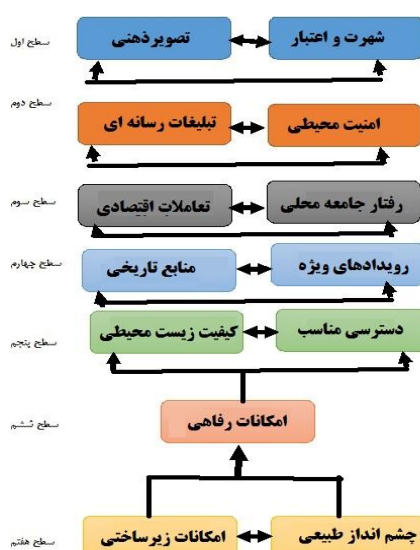 سطح اول
شهرت و اعتبار
تصویرذهنی
سطح دوم
امنیت محیطی
تبلیغات رسانه ای
سطح سوم
رفتار جامعه محلی
تعاملات اقتصادی
سطح چهارم
رویدادهای ویژه
منابع تاریخی
سطح پنجم
دسترسی مناسب
کیفیت زیست محیطی
سطح ششم
امکانات رفاهی
سطح هفتم
چشم انداز طبیعی
امکانات زیرساختی